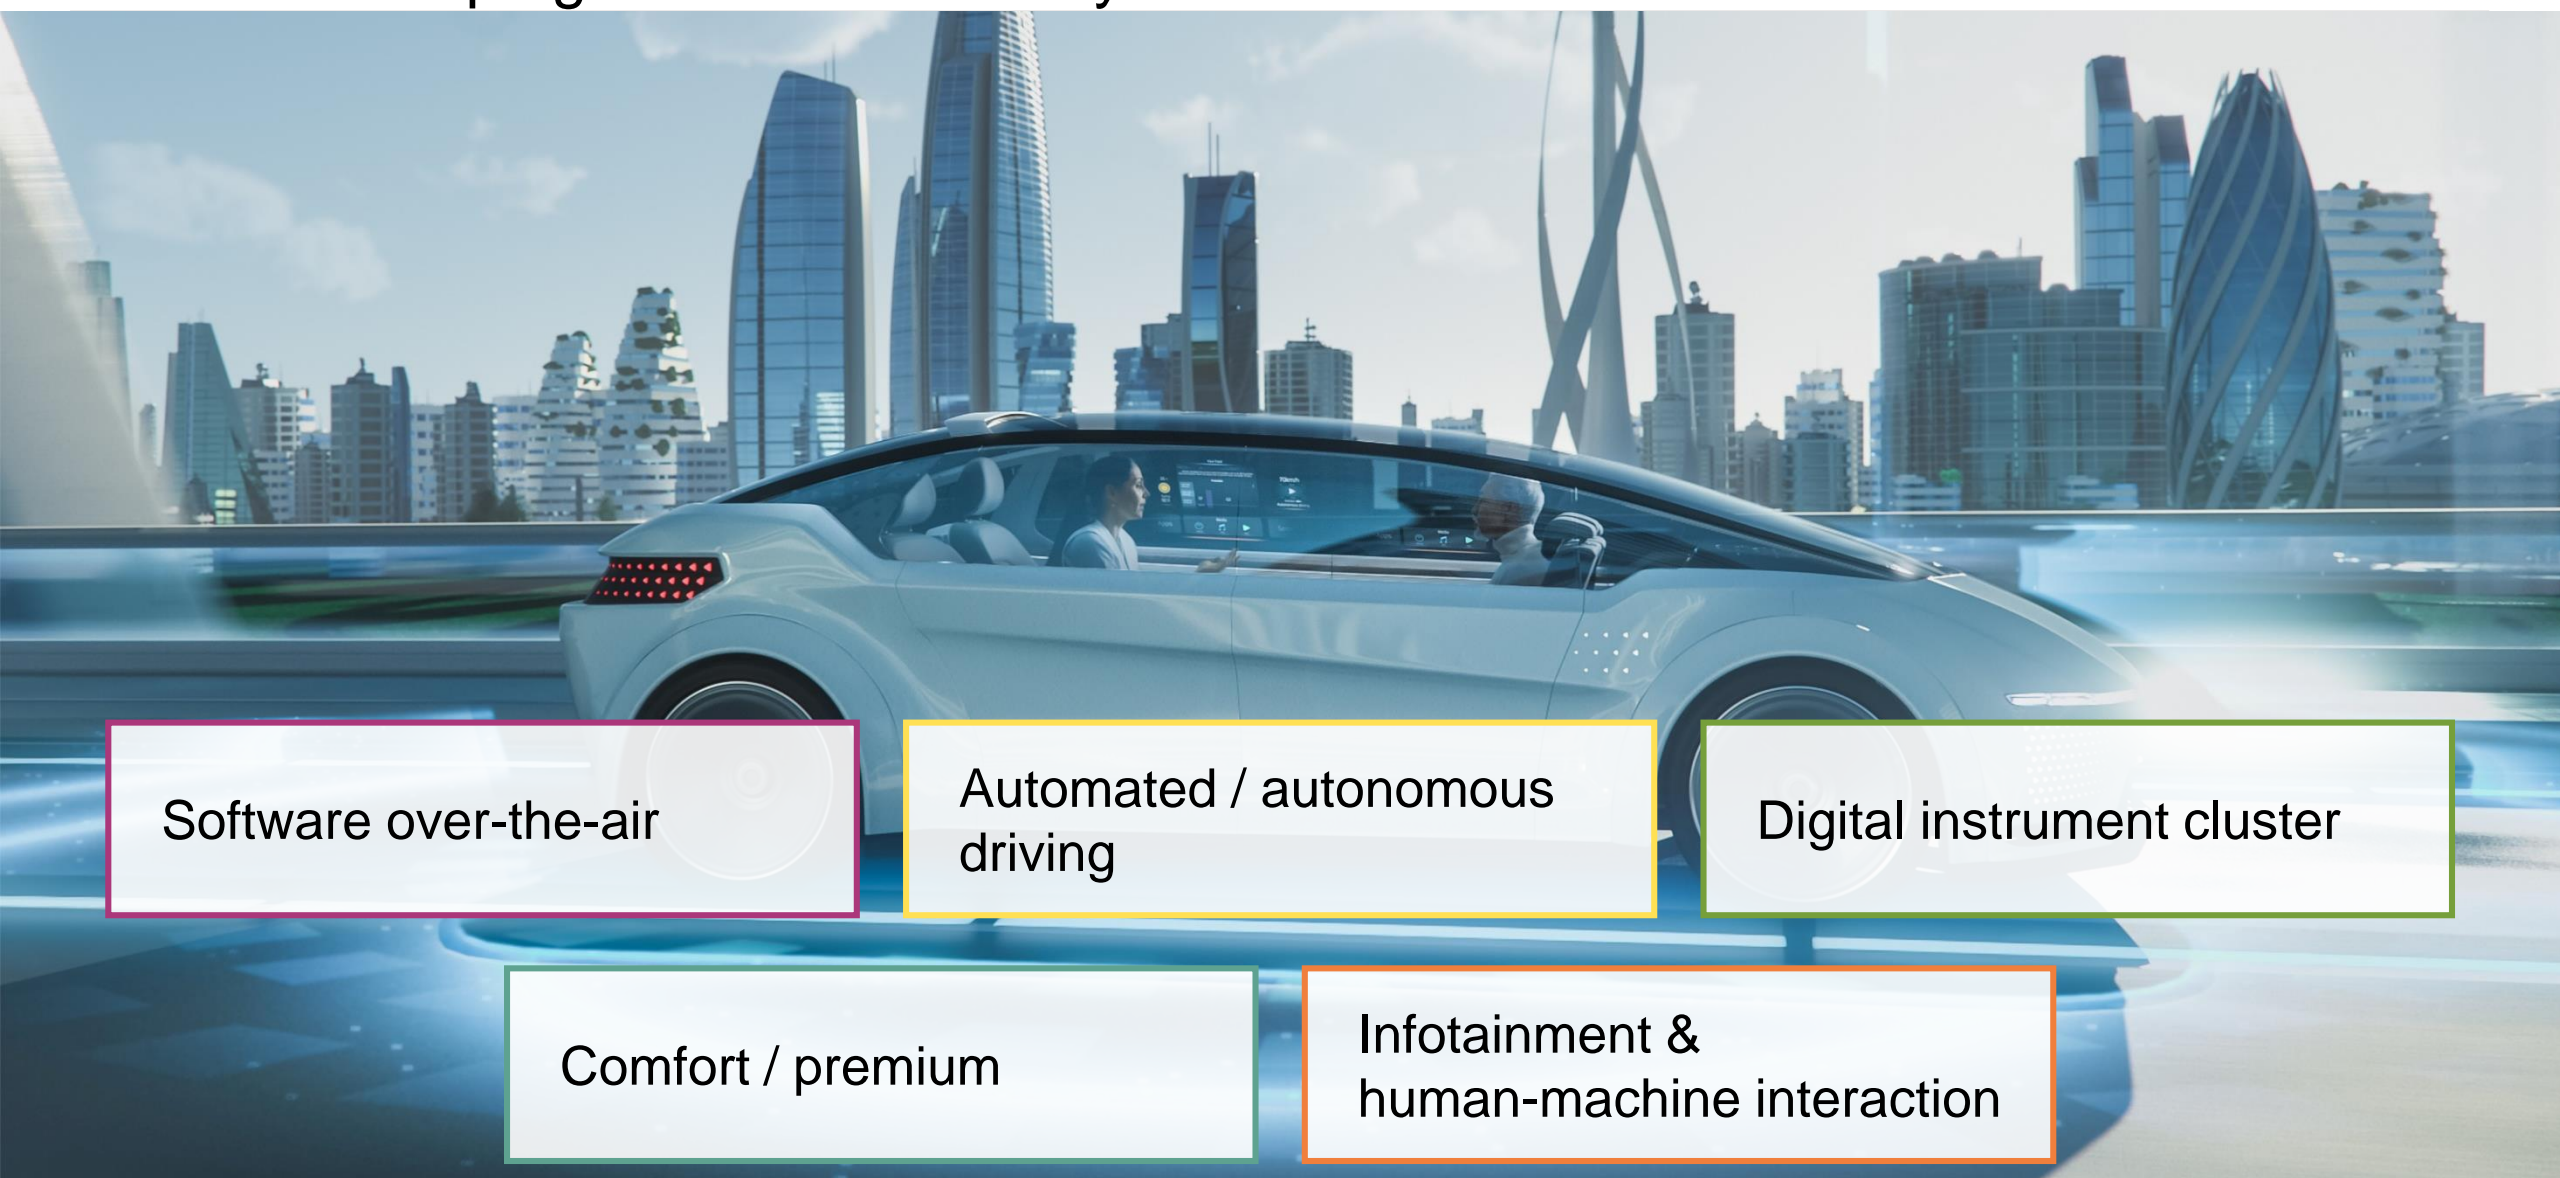 Software over-the-air
Automated / autonomous
driving
Digital instrument cluster
Comfort / premium
Infotainment &
human-machine interaction